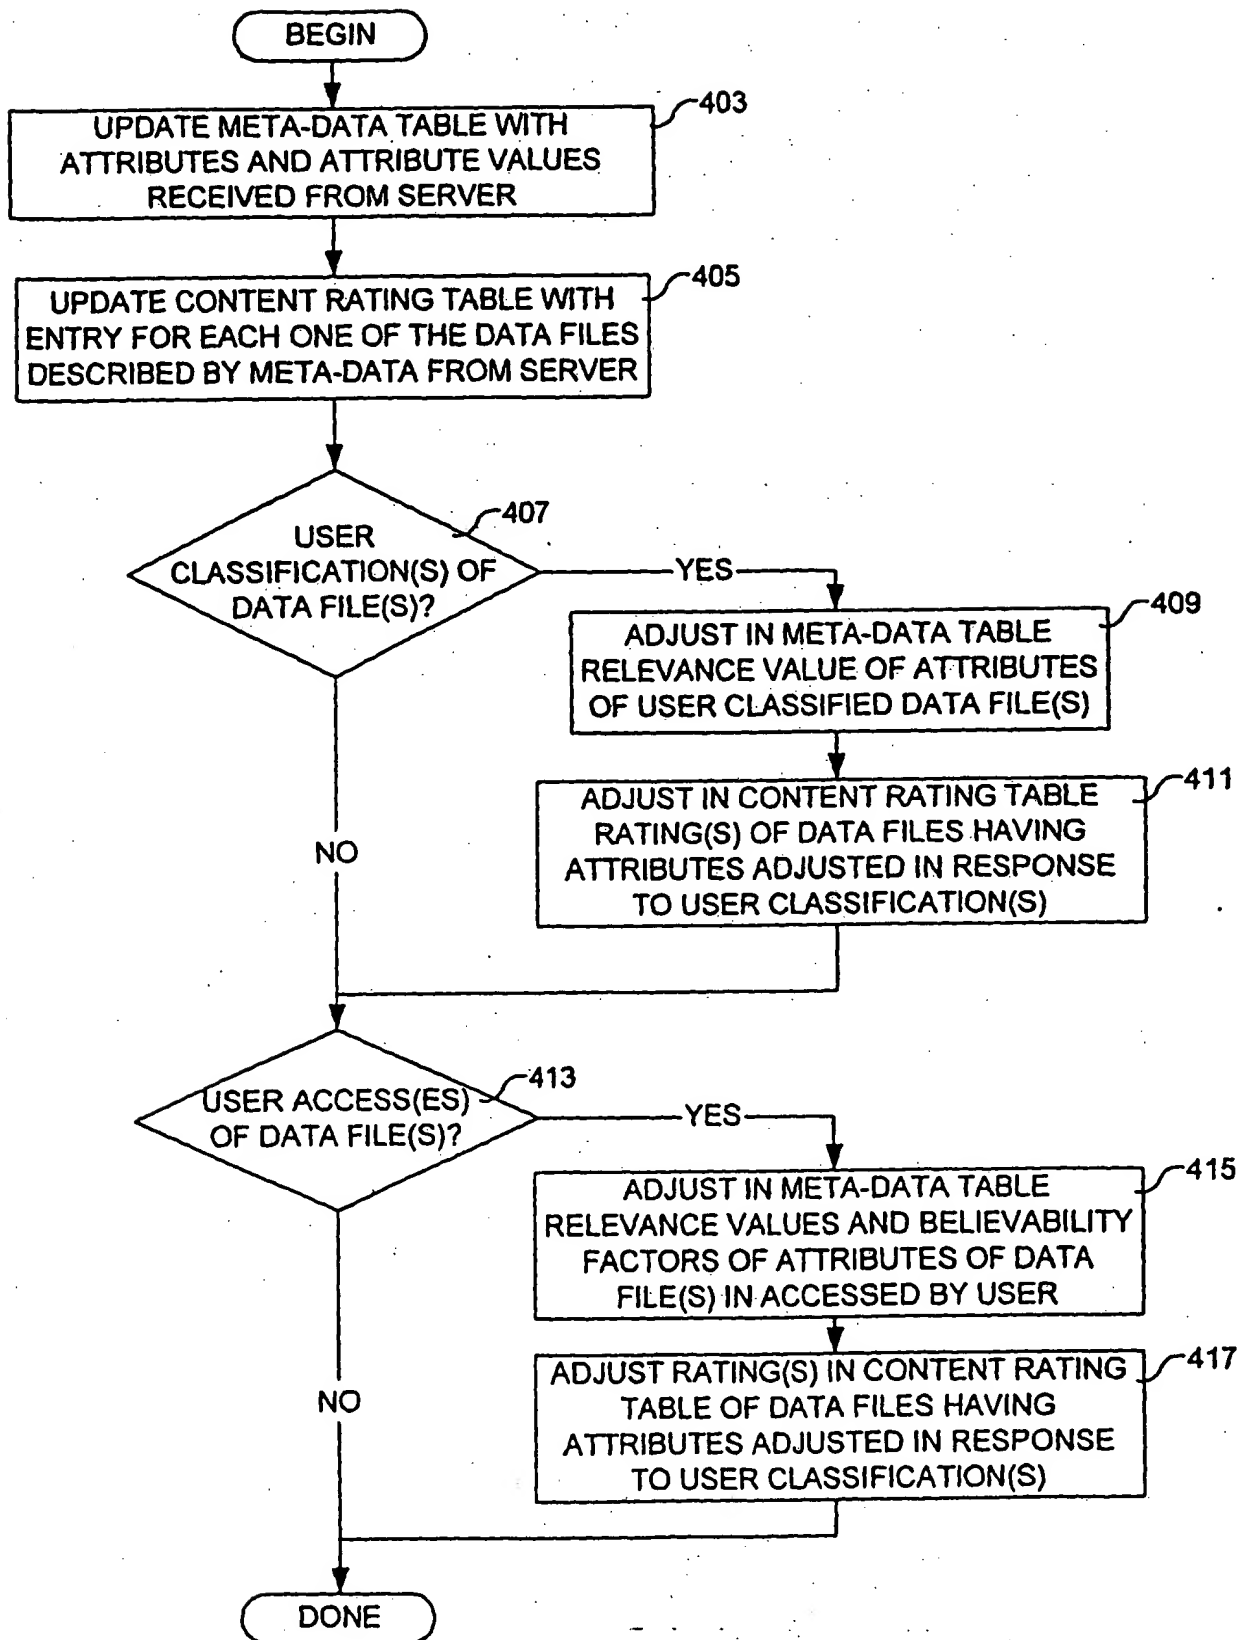 BEGIN
403
UPDATE META-DATA TABLE WITH
ATTRIBUTES AND ATTRIBUTE VALUES
RECEIVED FROM SERVER
405
UPDATE CONTENT RATING TABLE WITH
ENTRY FOR EACH ONE OF THE DATA FILES
DESCRIBED BY META-DATA FROM SERVER
407
USER
CLASSIFICATION(S) OF
DATA FILE(S)?
YES
409
ADJUST IN META-DATA TABLE
RELEVANCE VALUE OF ATTRIBUTES
OF USER CLASSIFIED DATA FILE(S)
411
ADJUST IN CONTENT RATING TABLE
RATING(S) OF DATA FILES HAVING
ATTRIBUTES ADJUSTED IN RESPONSE
TO USER CLASSIFICATION(S)
NO
413
USER ACCESS(ES)
OF DATA FILE(S)?
YES
415
ADJUST IN META-DATA TABLE
RELEVANCE VALUES AND BELIEVABILITY
FACTORS OF ATTRIBUTES OF DATA
FILE(S) IN ACCESSED BY USER
417
ADJUST RATING(S) IN CONTENT RATING
TABLE OF DATA FILES HAVING
ATTRIBUTES ADJUSTED IN RESPONSE
TO USER CLASSIFICATION(S)
NO
DONE